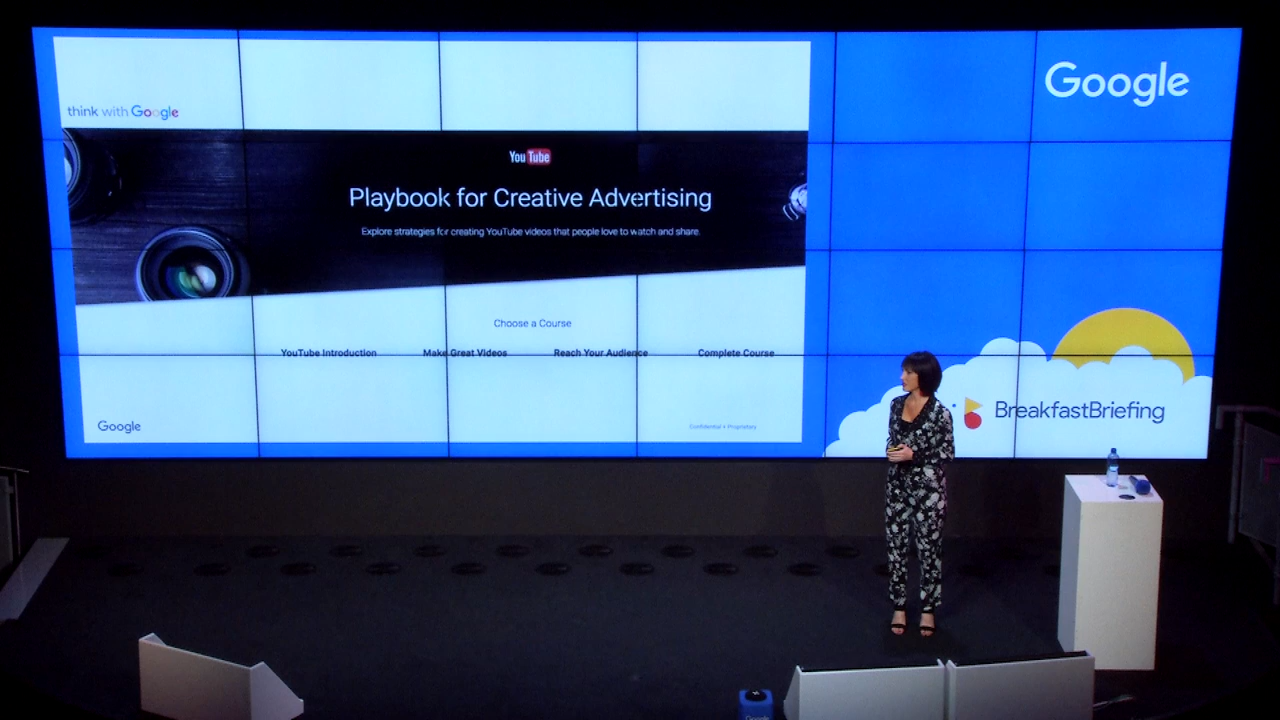 think with Google
Google
YouTube
Playbook for Creative Advertising
Explore strategies for creating YouTube videos that people love to watch and share.
Choose a Course
YouTube Introduction
Make Great Videos
Reach Your Audience
Complete Course
BreakfastBriefing
Google
Confidential + Proprietary
Google